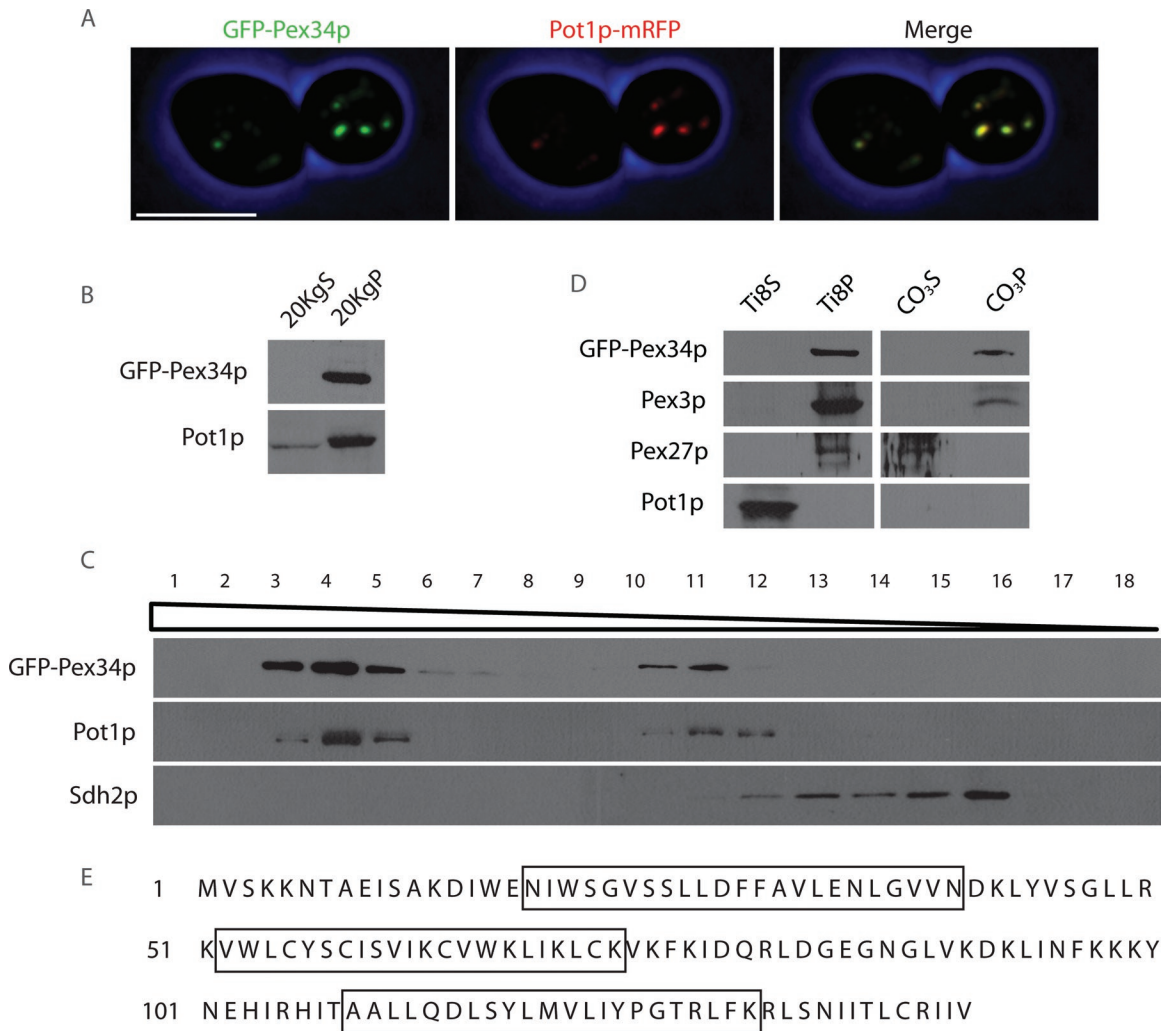 A
GFP-Pex34p Pot1p-mRFP Merge
B
20KgS 20KgP
GFP-Pex34p
Pot1p
D
Ti8S Ti8P CO₃S CO₃P
GFP-Pex34p
Pex3p
Pex27p
Pot1p
C
1 2 3 4 5 6 7 8 9 10 11 12 13 14 15 16 17 18
GFP-Pex34p
Pot1p
Sdh2p
E
1 MVSKKNTAEISAKDIWENIWSGVSSLLDFFAVLENLGVVNDKLYVSGLLR
51 KVWLCYSCISVIKCVWKLIKLCKVKFKIDQRLDGEGNGLVKDKLINFKKKY
101 NEHIRHITAALLQDLSYLMVLIYPGTRLFKRLSNIITLCRIIV